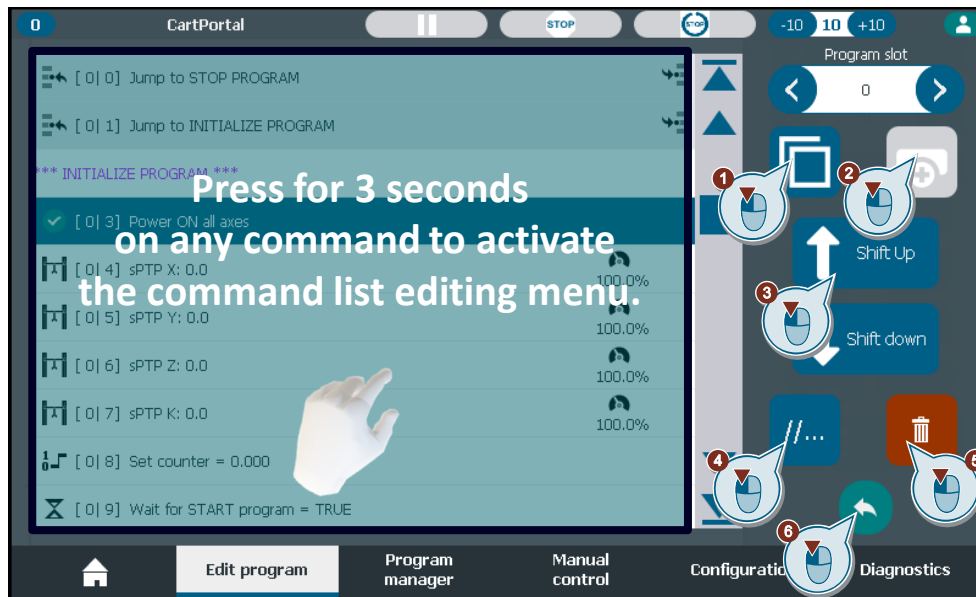 0
CartPortal
STOP
STOP
-10 10 +10
Program slot
0
[ 0| 0] Jump to STOP PROGRAM
[ 0| 1] Jump to INITIALIZE PROGRAM
*** INITIALIZE PROGRAM ***
[ 0| 3] Power ON all axes
[ 0| 4] sPTP X: 0.0
100.0%
[ 0| 5] sPTP Y: 0.0
100.0%
[ 0| 6] sPTP Z: 0.0
100.0%
[ 0| 7] sPTP K: 0.0
100.0%
[ 0| 8] Set counter = 0.000
[ 0| 9] Wait for START program = TRUE
Press for 3 seconds
on any command to activate
the command list editing menu.
1
2
Shift Up
3
Shift down
//...
4
5
6
Edit program
Program
manager
Manual
control
Configuratio
Diagnostics